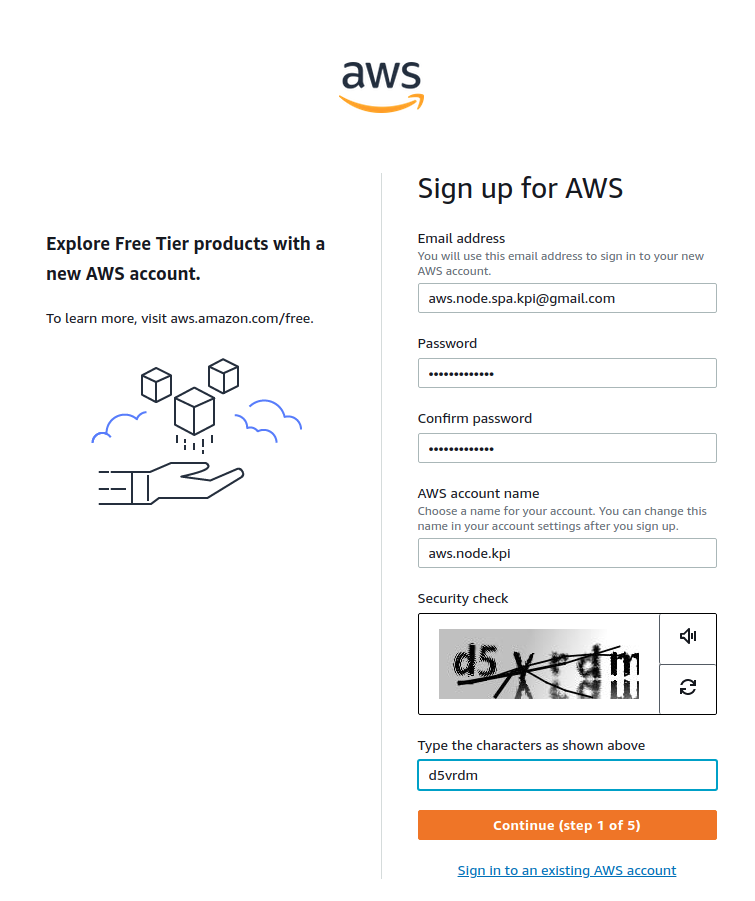 aws
Explore Free Tier products with a
new AWS account.
To learn more, visit aws.amazon.com/free.
Sign up for AWS
Email address
You will use this email address to sign in to your new
AWS account.
aws.node.spa.kpi@gmail.com
Password
•••••••••••••
Confirm password
•••••••••••••
AWS account name
Choose a name for your account. You can change this
name in your account settings after you sign up.
aws.node.kpi
Security check
Type the characters as shown above
d5vrdm
Continue (step 1 of 5)
Sign in to an existing AWS account